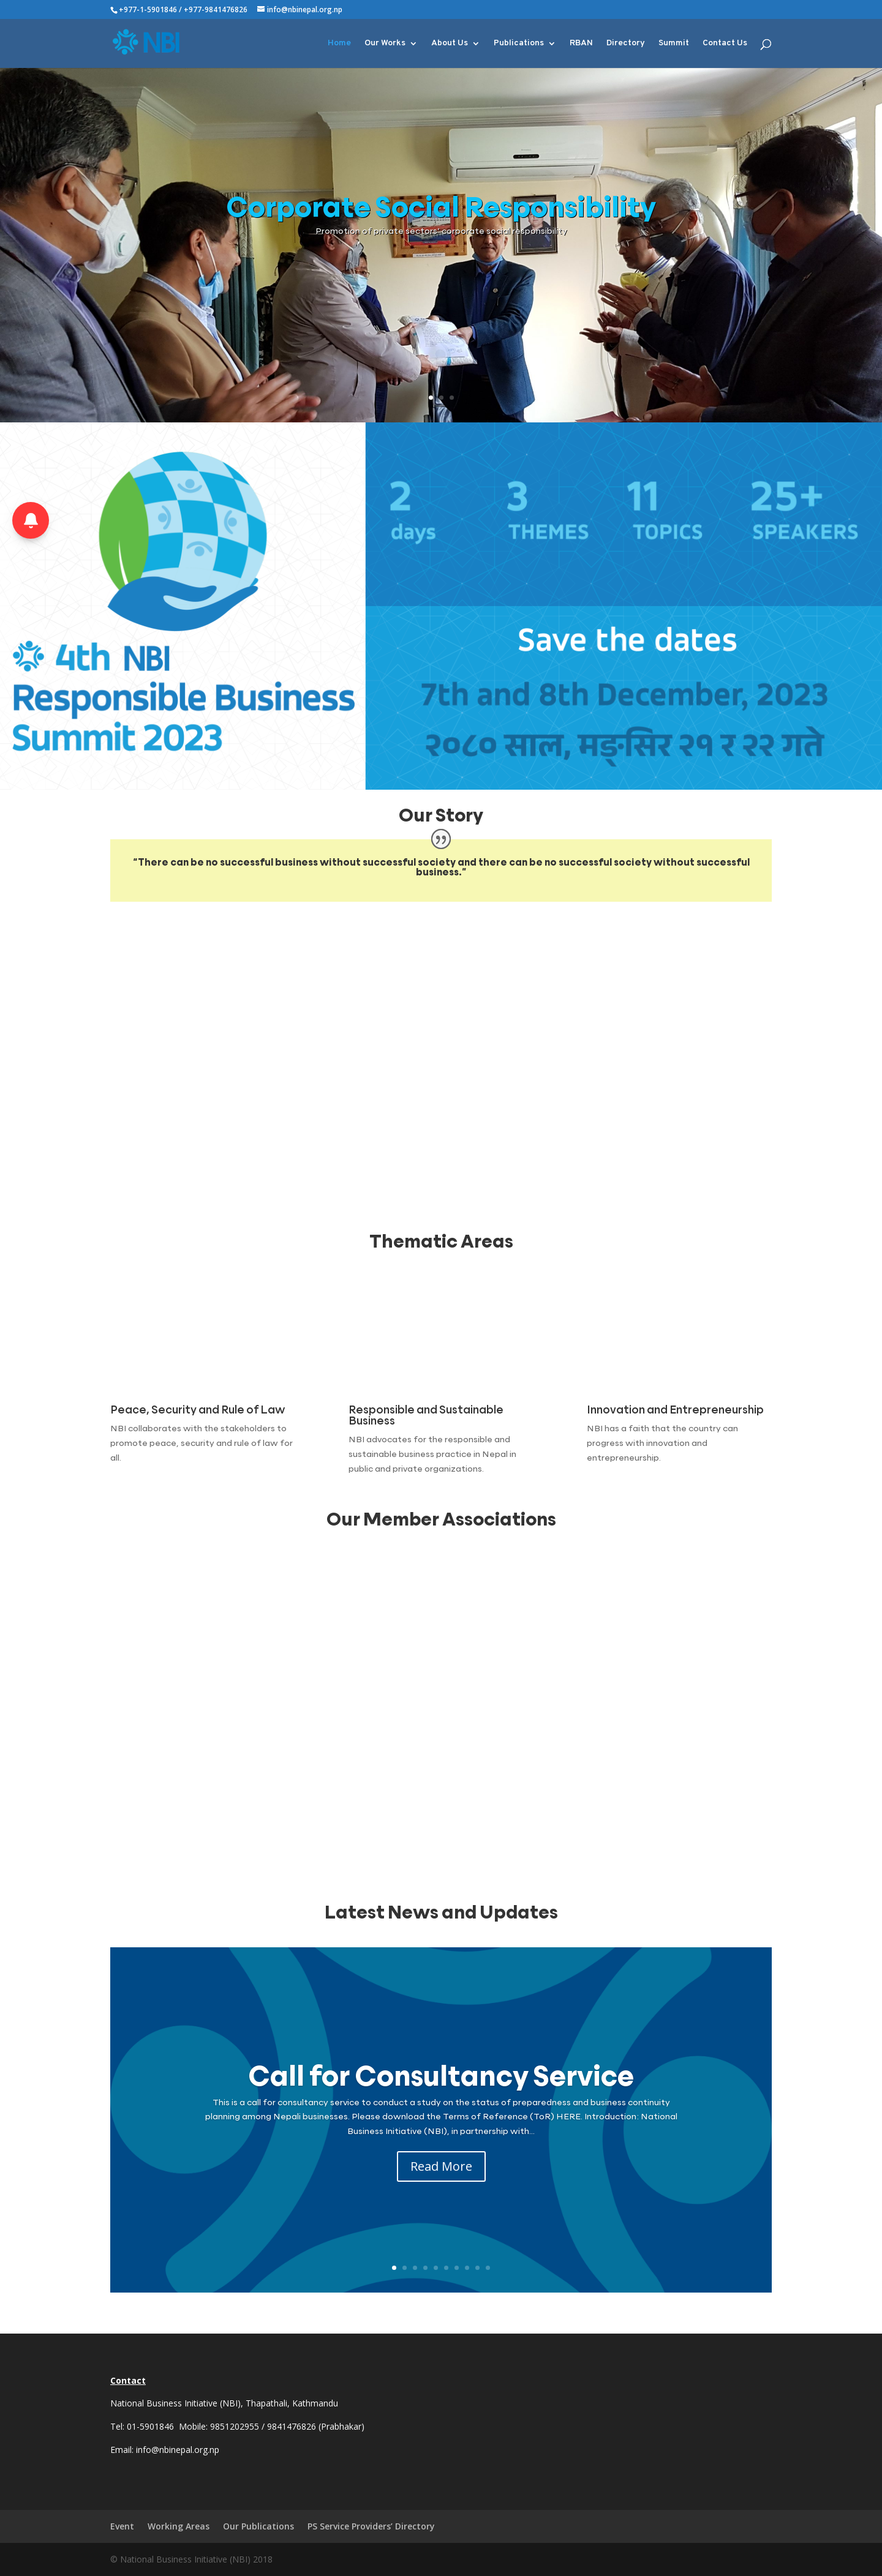 +977-1-5901846 / +977-9841476826 info@nbinepal.org.np
NBI
Home Our Works About Us Publications RBAN Directory Summit Contact Us
Corporate Social Responsibility
Promotion of private sectors' corporate social responsibility
2 days
3 THEMES
11 TOPICS
25+ SPEAKERS
4th NBI
Responsible Business
Summit 2023
Save the dates
7th and 8th December, 2023
२०८० साल, मङ्सिर २१ र २२ गते
Our Story
"There can be no successful business without successful society and there can be no successful society without successful
business."
Thematic Areas
Peace, Security and Rule of Law
NBI collaborates with the stakeholders to
promote peace, security and rule of law for
all.
Responsible and Sustainable
Business
NBI advocates for the responsible and
sustainable business practice in Nepal in
public and private organizations.
Innovation and Entrepreneurship
NBI has a faith that the country can
progress with innovation and
entrepreneurship.
Our Member Associations
Latest News and Updates
Call for Consultancy Service
This is a call for consultancy service to conduct a study on the status of preparedness and business continuity
planning among Nepali businesses. Please download the Terms of Reference (ToR) HERE. Introduction: National
Business Initiative (NBI), in partnership with...
Read More
Contact
National Business Initiative (NBI), Thapathali, Kathmandu
Tel: 01-5901846 Mobile: 9851202955 / 9841476826 (Prabhakar)
Email: info@nbinepal.org.np
Event Working Areas Our Publications PS Service Providers' Directory
© National Business Initiative (NBI) 2018